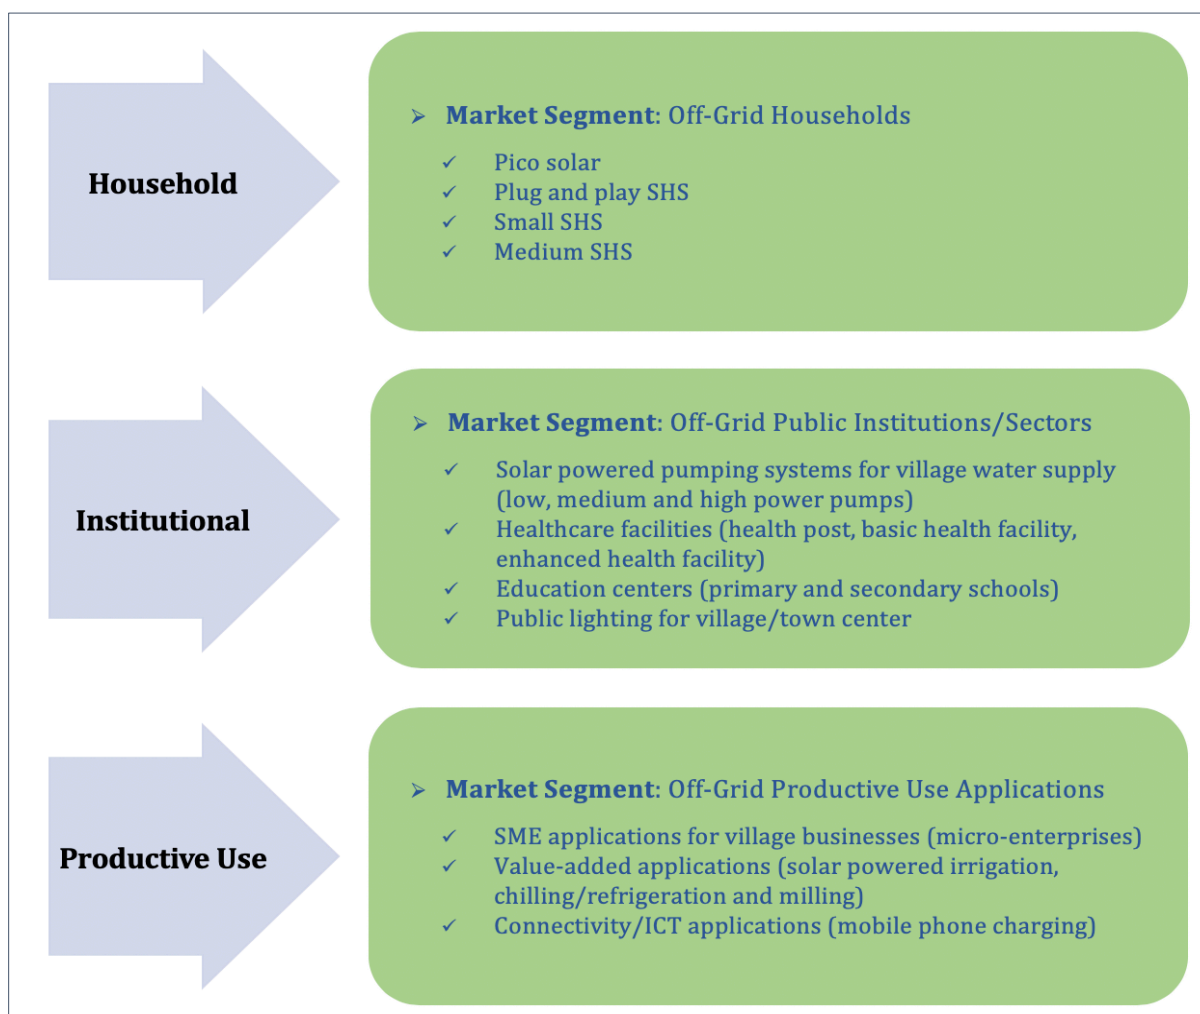 Household
➢ Market Segment: Off-Grid Households
✓ Pico solar
✓ Plug and play SHS
✓ Small SHS
✓ Medium SHS
Institutional
➢ Market Segment: Off-Grid Public Institutions/Sectors
✓ Solar powered pumping systems for village water supply
(low, medium and high power pumps)
✓ Healthcare facilities (health post, basic health facility,
enhanced health facility)
✓ Education centers (primary and secondary schools)
✓ Public lighting for village/town center
Productive Use
➢ Market Segment: Off-Grid Productive Use Applications
✓ SME applications for village businesses (micro-enterprises)
✓ Value-added applications (solar powered irrigation,
chilling/refrigeration and milling)
✓ Connectivity/ICT applications (mobile phone charging)